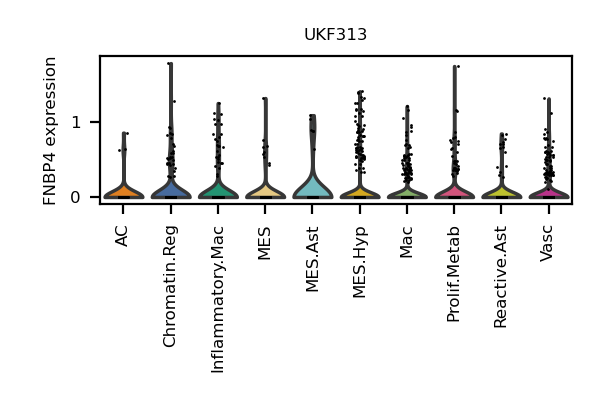 UKF313
FNBP4 expression
1
0
AC
Chromatin.Reg
Inflammatory.Mac
MES
MES.Ast
MES.Hyp
Mac
Prolif.Metab
Reactive.Ast
Vasc